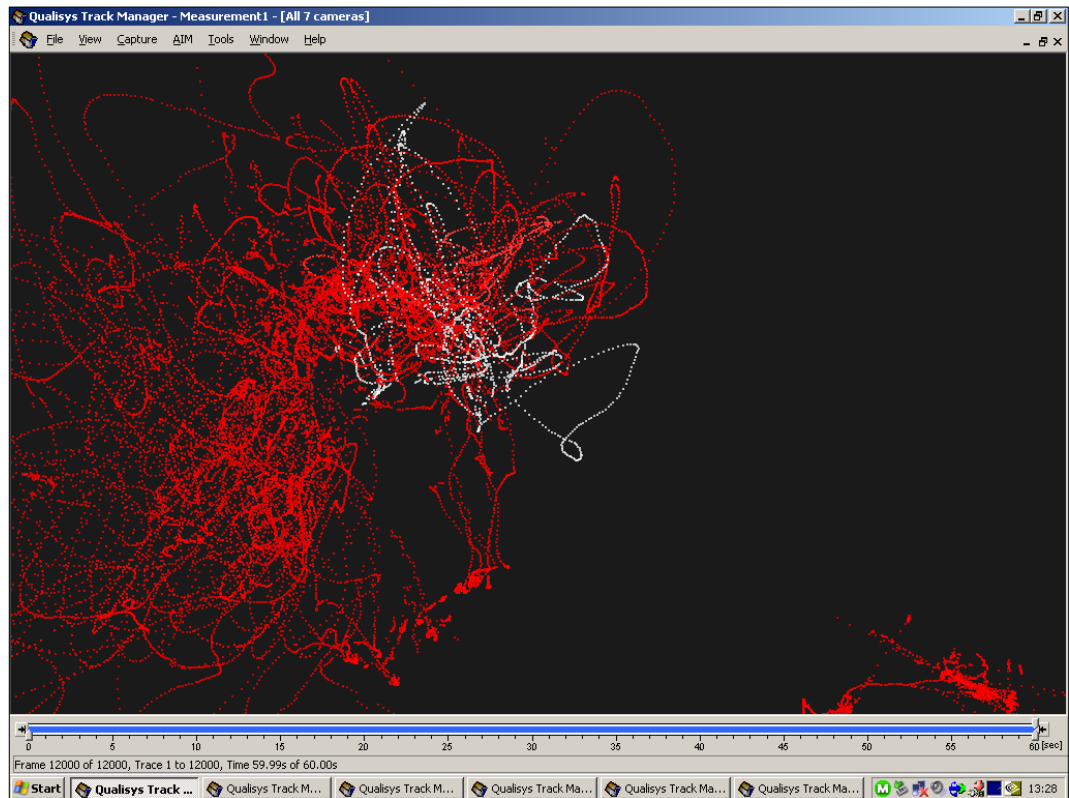 Qualisys Track Manager - Measurement1 - [All 7 cameras]
File View Capture AIM Tools Window Help
0 5 10 15 20 25 30 35 40 45 50 55 60 [sec]
Frame 12000 of 12000, Trace 1 to 12000, Time 59.99s of 60.00s
Start Qualisys Track ... Qualisys Track M... Qualisys Track M... Qualisys Track Ma... Qualisys Track Ma... Qualisys Track Ma... M 13:28